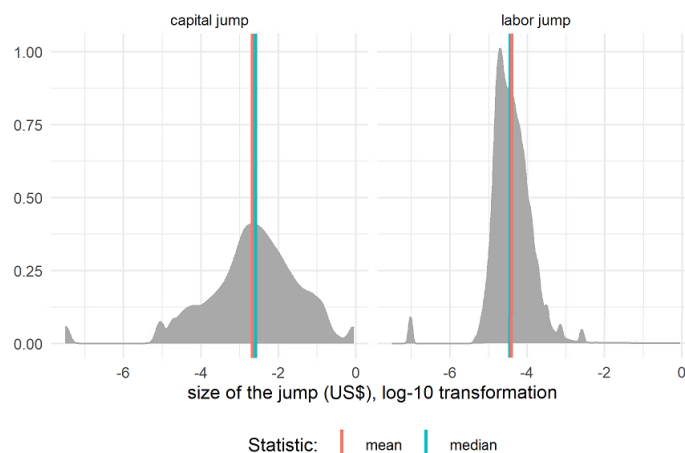 capital jump labor jump
1.00
0.75
0.50
0.25
0.00
-6 -4 -2 0 -6 -4 -2 0
size of the jump (US$), log-10 transformation
Statistic: mean median